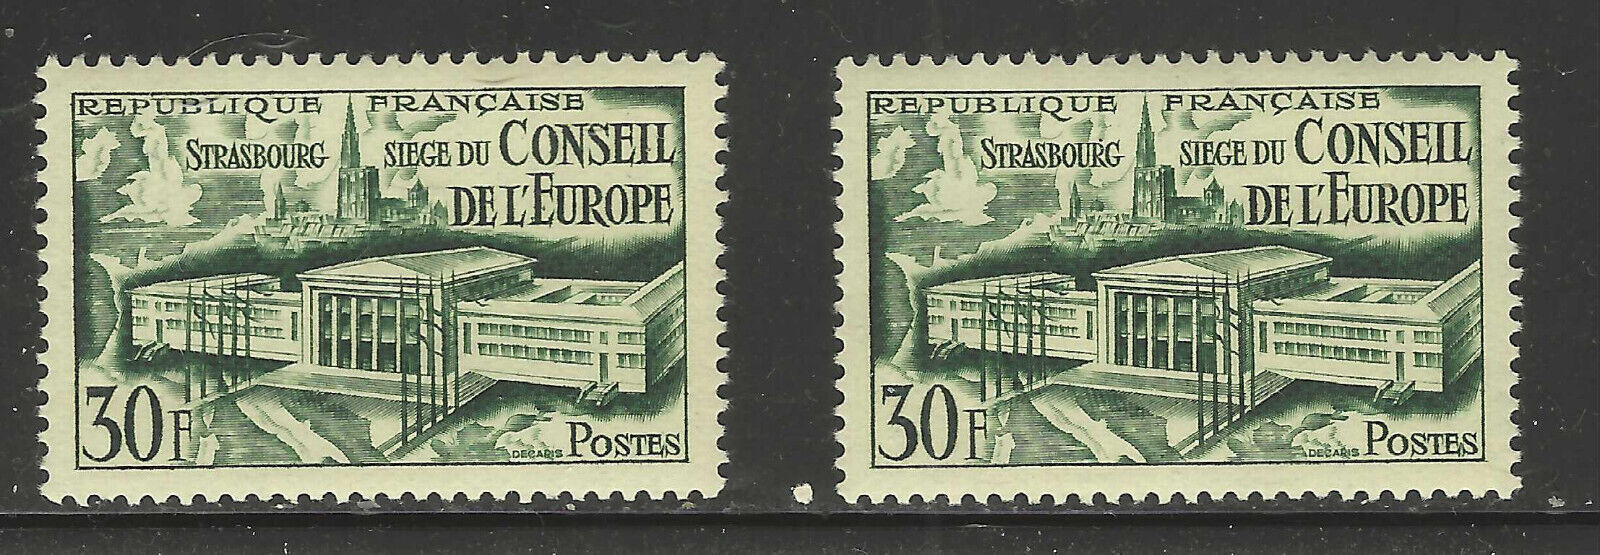 REPUBLIQUE FRANÇAISE
STRASBOURG SIEGE DU CONSEIL
DE L'EUROPE
30F
DECARIS
POSTES
REPUBLIQUE FRANÇAISE
STRASBOURG SIEGE DU CONSEIL
DE L'EUROPE
30F
DECARIS
POSTES